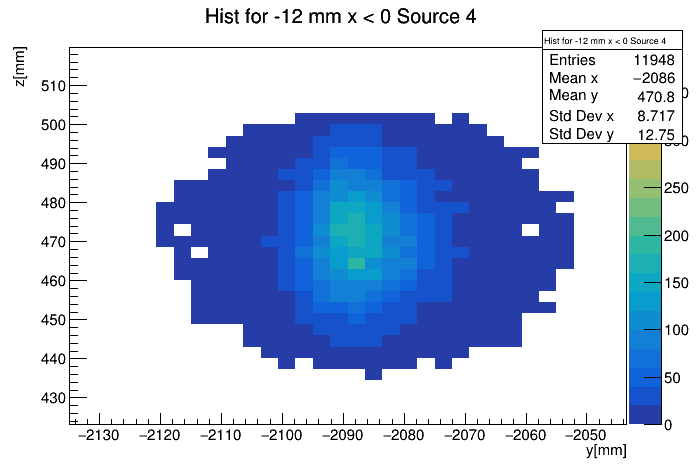 Hist for -12 mm x < 0 Source 4
z[mm]
Hist for -12 mm x < 0 Source 4
Entries 11948
Mean x −2086
Mean y 470.8
Std Dev x 8.717
Std Dev y 12.75
510
500
490
480
470
460
450
440
430
−2130 −2120 −2110 −2100 −2090 −2080 −2070 −2060 −2050
y[mm]
250
200
150
100
50
0